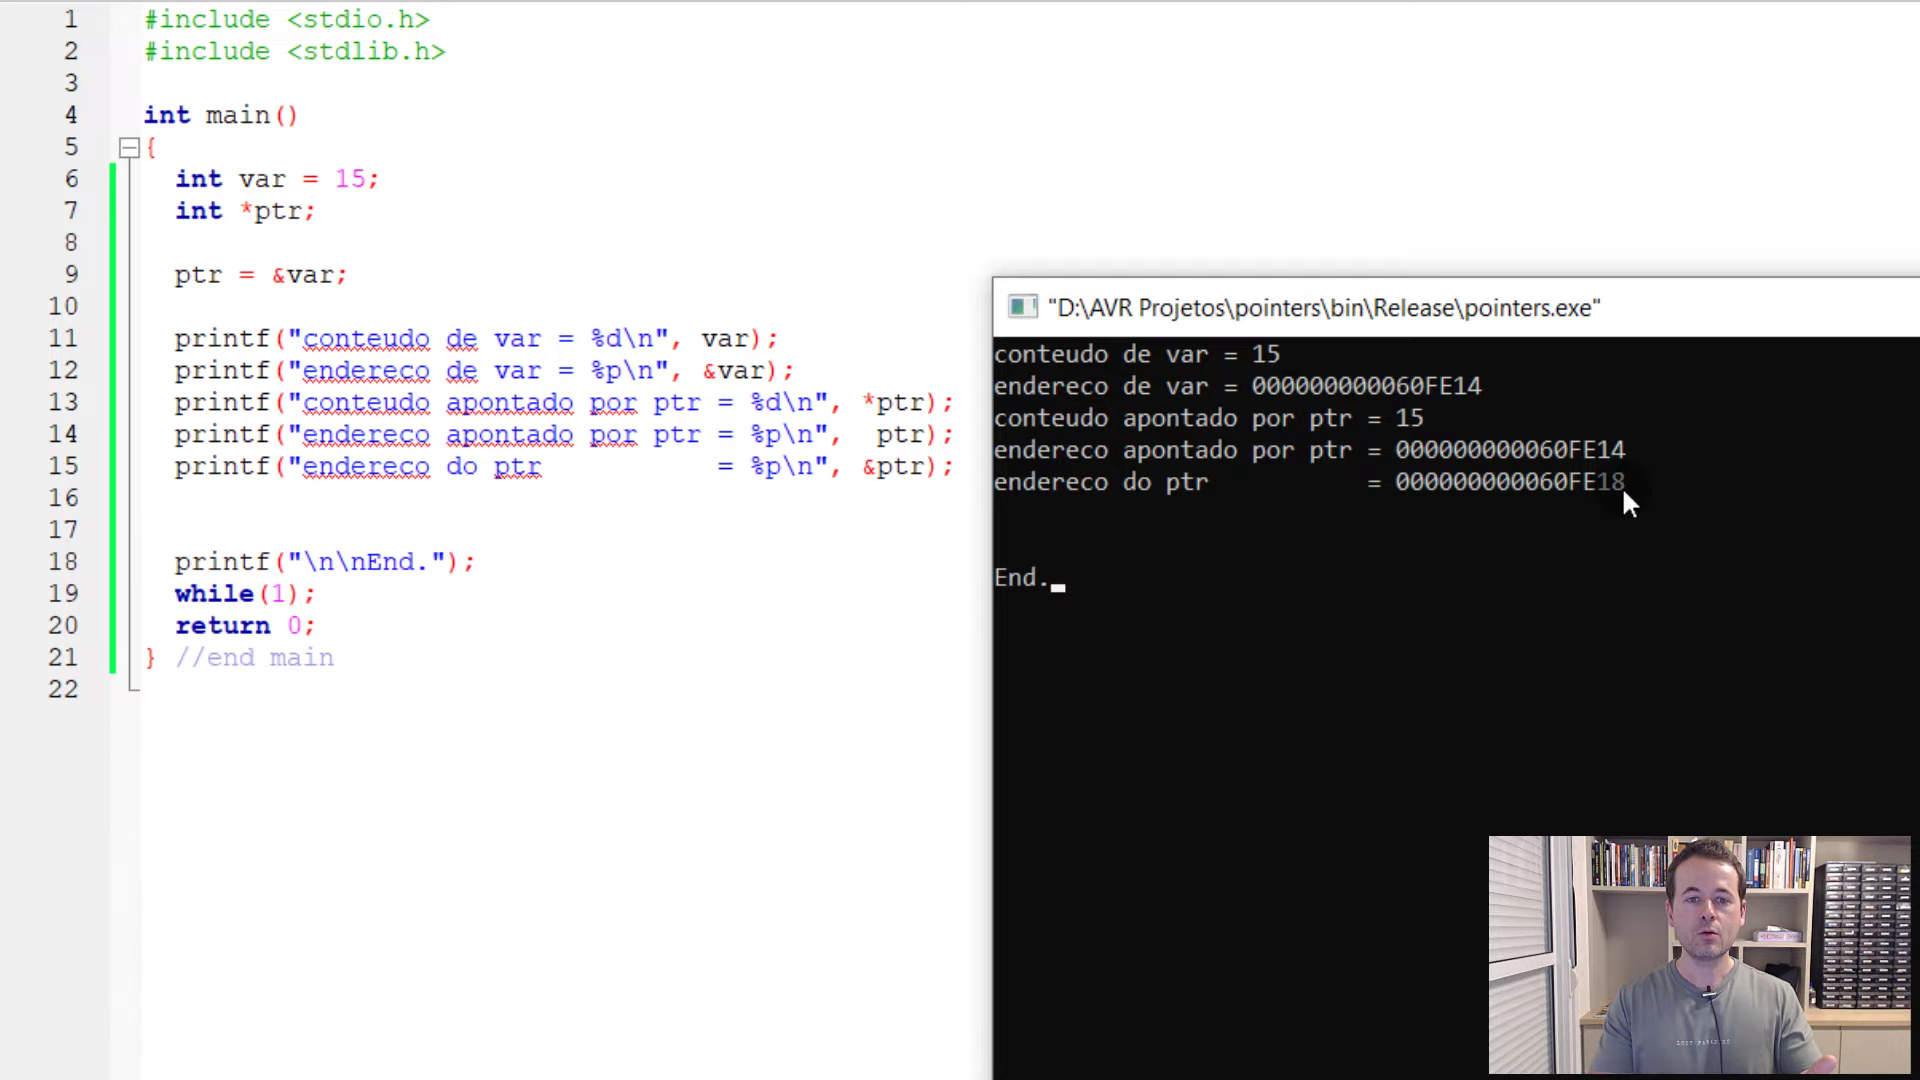 1 #include <stdio.h>
2 #include <stdlib.h>
3
4 int main()
5 {
6 int var = 15;
7 int *ptr;
8
9 ptr = &var;
10
11 printf("conteudo de var = %d\n", var);
12 printf("endereco de var = %p\n", &var);
13 printf("conteudo apontado por ptr = %d\n", *ptr);
14 printf("endereco apontado por ptr = %p\n",  ptr);
15 printf("endereco do ptr           = %p\n", &ptr);
16
17
18 printf("\n\nEnd.");
19 while(1);
20 return 0;
21 } //end main
22
"D:\AVR Projetos\pointers\bin\Release\pointers.exe"
conteudo de var = 15
endereco de var = 000000000060FE14
conteudo apontado por ptr = 15
endereco apontado por ptr = 000000000060FE14
endereco do ptr           = 000000000060FE18
End.